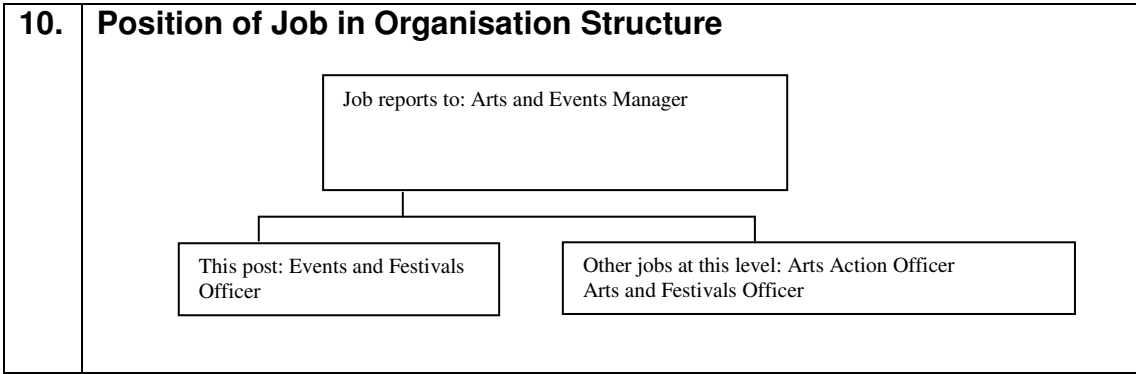 10. Position of Job in Organisation Structure
Job reports to: Arts and Events Manager
This post: Events and Festivals
Officer
Other jobs at this level: Arts Action Officer
Arts and Festivals Officer